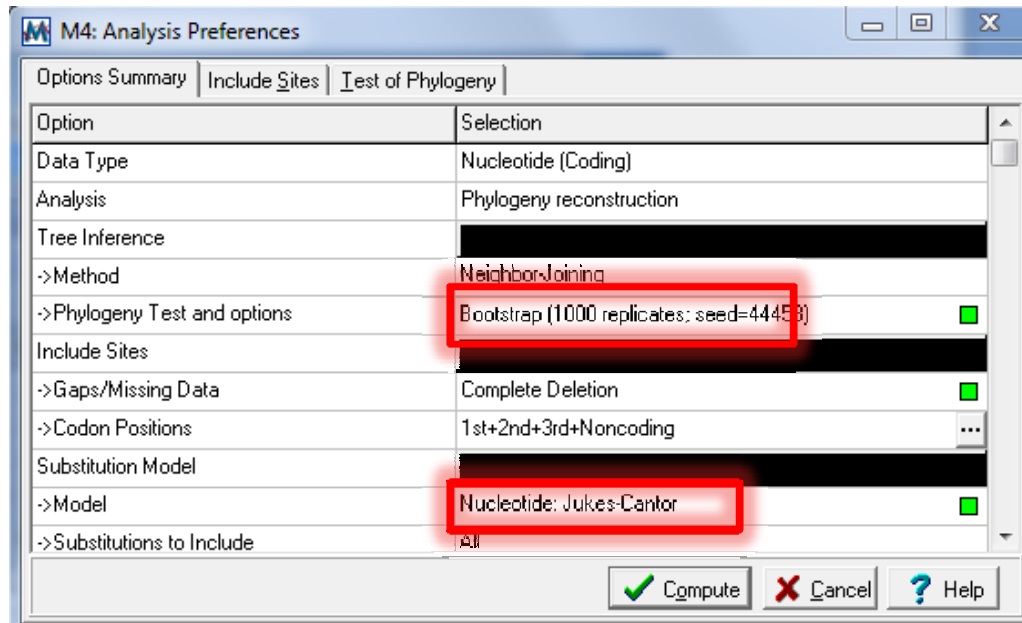 M4: Analysis Preferences
Options Summary Include Sites Test of Phylogeny
Option Selection
Data Type Nucleotide (Coding)
Analysis Phylogeny reconstruction
Tree Inference
->Method Neighbor-Joining
->Phylogeny Test and options Bootstrap (1000 replicates; seed=44458)
Include Sites
->Gaps/Missing Data Complete Deletion
->Codon Positions 1st+2nd+3rd+Noncoding ...
Substitution Model
->Model Nucleotide: Jukes-Cantor
->Substitutions to Include All
Compute Cancel ? Help